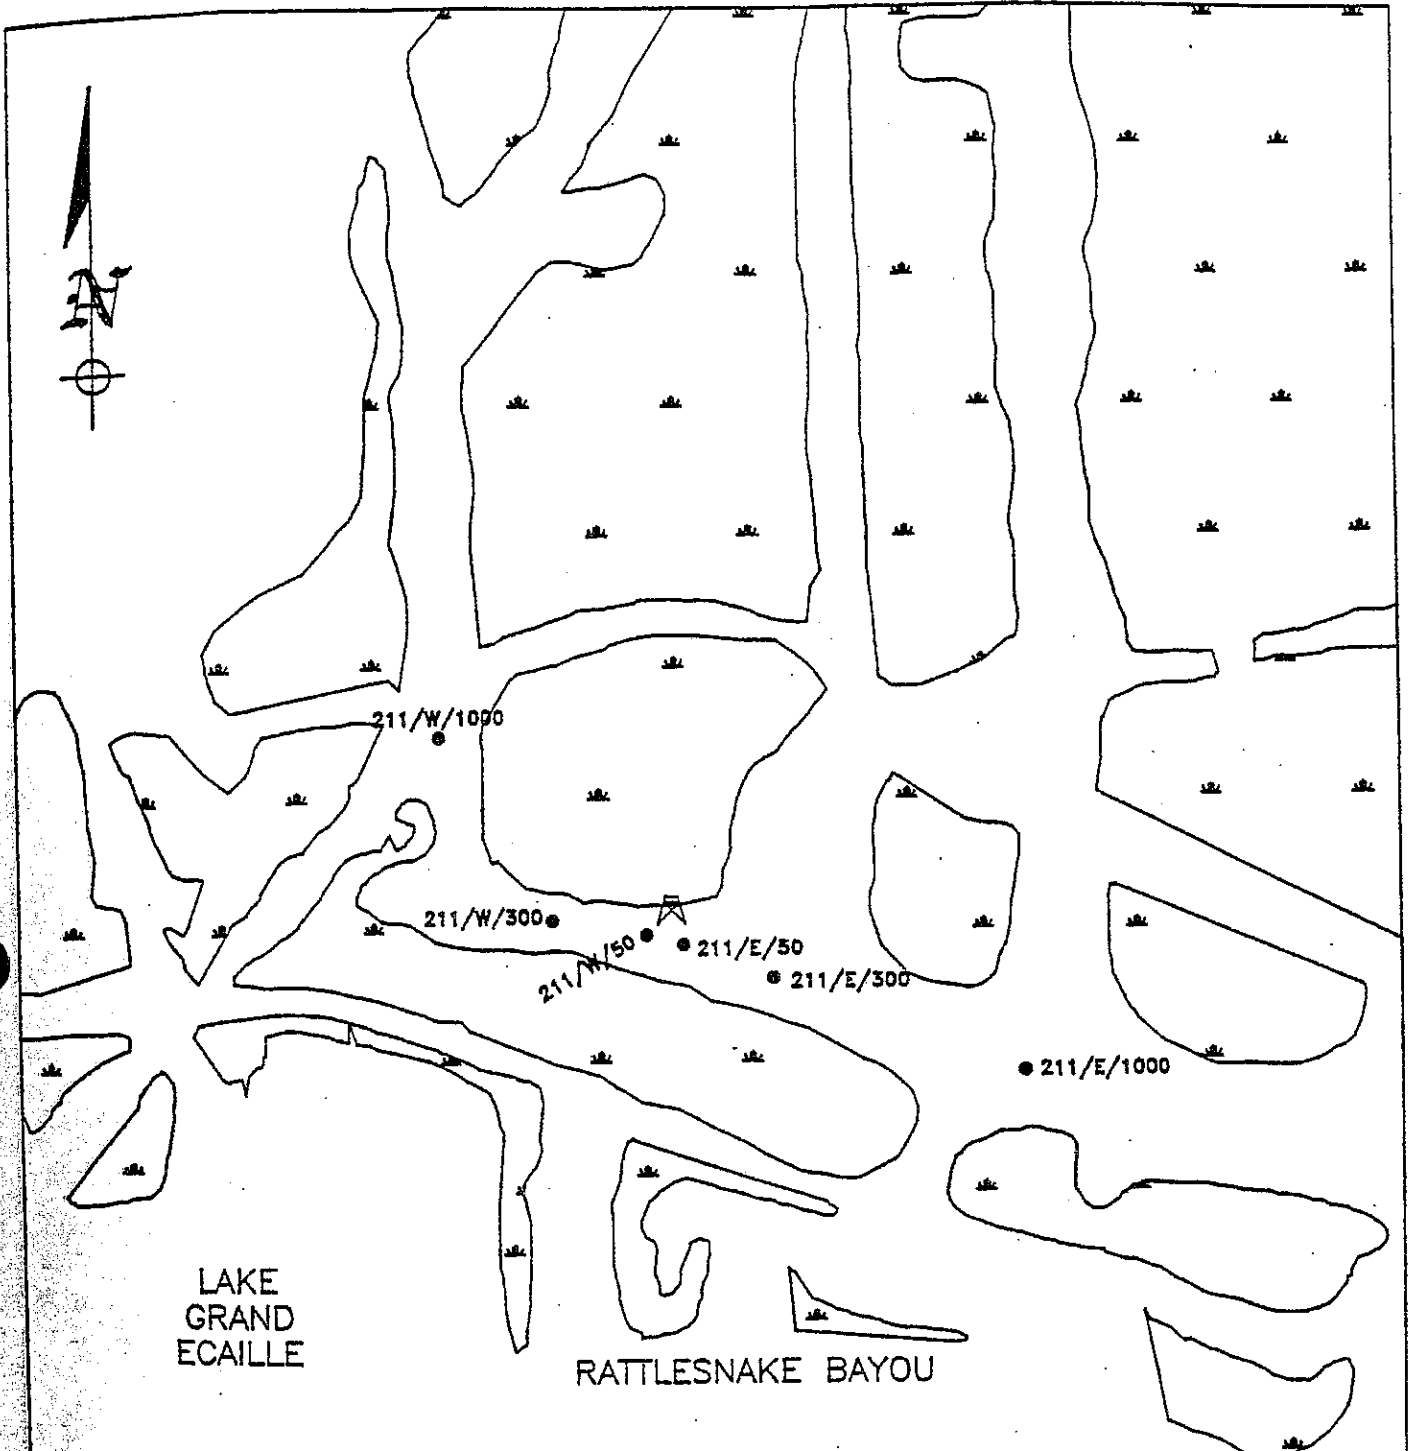 N
211/W/1000
211/W/300
211/W/50
211/E/50
211/E/300
211/E/1000
LAKE
GRAND
ECAILLE
RATTLESNAKE BAYOU